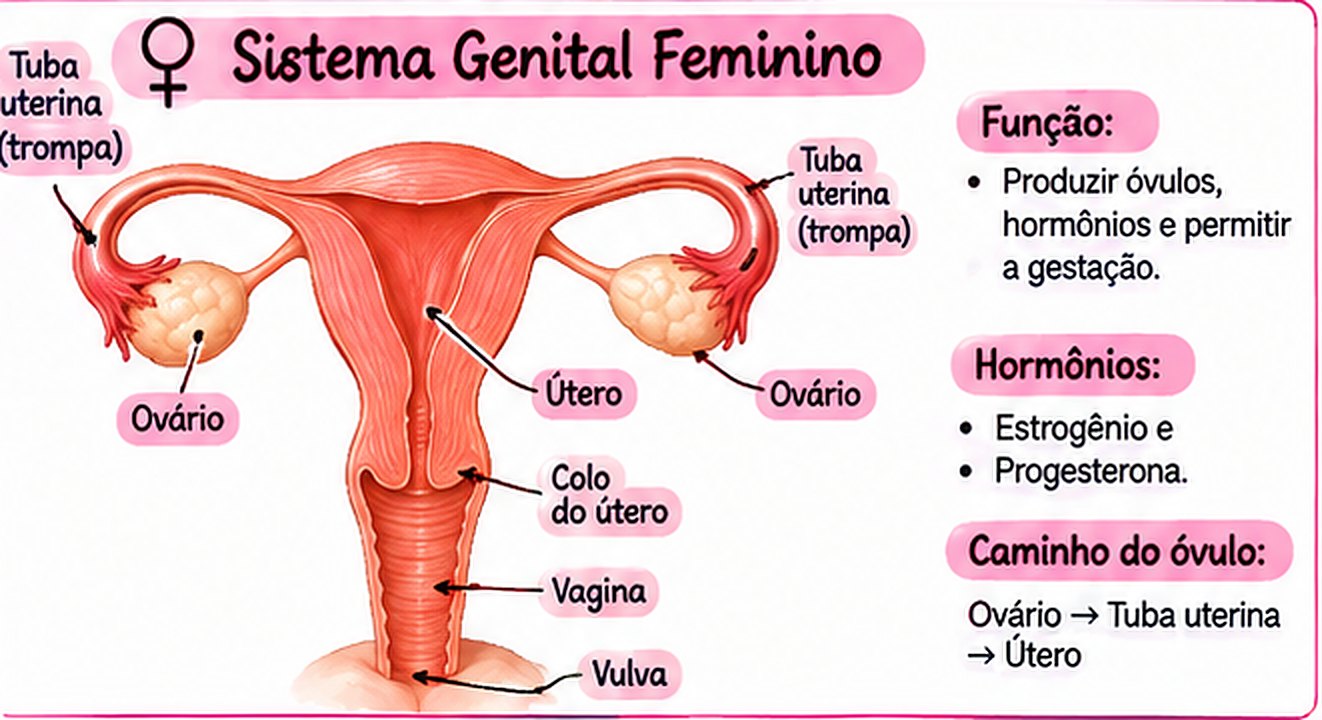 Sistema Genital Feminino
Tuba
uterina
(trompa)
Tuba
uterina
(trompa)
Ovário
Útero
Ovário
Colo
do útero
Vagina
Vulva
Função:
• Produzir óvulos,
hormônios e permitir
a gestação.
Hormônios:
• Estrogênio e
• Progesterona.
Caminho do óvulo:
Ovário → Tuba uterina
→ Útero